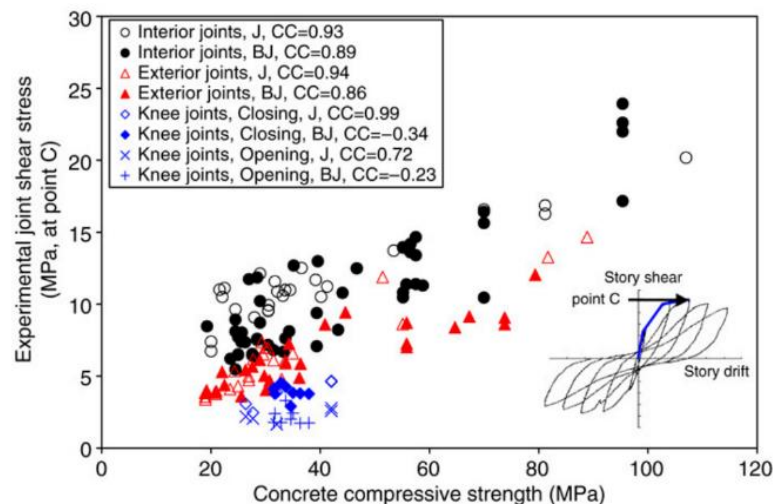 30
25
20
15
10
5
0
Experimental joint shear stress
(MPa, at point C)
Interior joints, J, CC=0.93
Interior joints, BJ, CC=0.89
Exterior joints, J, CC=0.94
Exterior joints, BJ, CC=0.86
Knee joints, Closing, J, CC=0.99
Knee joints, Closing, BJ, CC=−0.34
Knee joints, Opening, J, CC=0.72
Knee joints, Opening, BJ, CC=−0.23
Story shear
point C
Story drift
0 20 40 60 80 100 120
Concrete compressive strength (MPa)